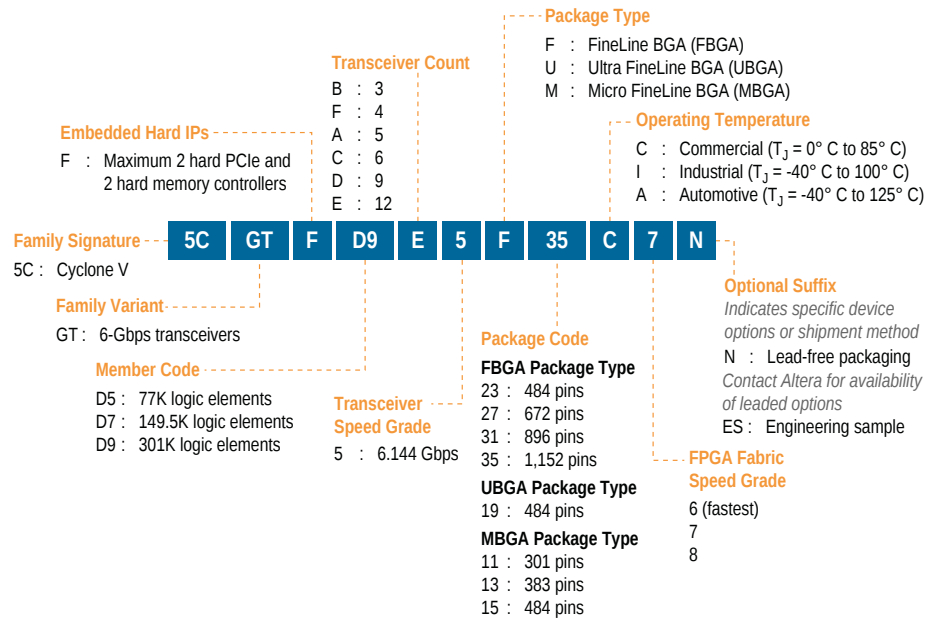 Package Type
F : FineLine BGA (FBGA)
U : Ultra FineLine BGA (UBGA)
M : Micro FineLine BGA (MBGA)
Transceiver Count
B : 3
F : 4
A : 5
C : 6
D : 9
E : 12
Embedded Hard IPs
F : Maximum 2 hard PCIe and
2 hard memory controllers
Operating Temperature
C : Commercial (TJ = 0° C to 85° C)
I : Industrial (TJ = -40° C to 100° C)
A : Automotive (TJ = -40° C to 125° C)
Family Signature
5C GT F D9 E 5 F 35 C 7 N
5C : Cyclone V
Family Variant
GT : 6-Gbps transceivers
Member Code
D5 : 77K logic elements
D7 : 149.5K logic elements
D9 : 301K logic elements
Transceiver
Speed Grade
5 : 6.144 Gbps
Package Code
FBGA Package Type
23 : 484 pins
27 : 672 pins
31 : 896 pins
35 : 1,152 pins
UBGA Package Type
19 : 484 pins
MBGA Package Type
11 : 301 pins
13 : 383 pins
15 : 484 pins
Optional Suffix
Indicates specific device
options or shipment method
N : Lead-free packaging
Contact Altera for availability
of leaded options
ES : Engineering sample
FPGA Fabric
Speed Grade
6 (fastest)
7
8